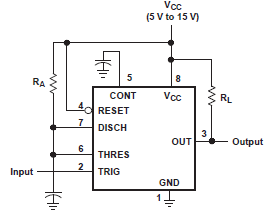 VCC
(5 V to 15 V)
RA
5
8
CONT
VCC
RL
4
RESET
7
DISCH
3
OUT
Output
6
THRES
Input
2
TRIG
GND
1